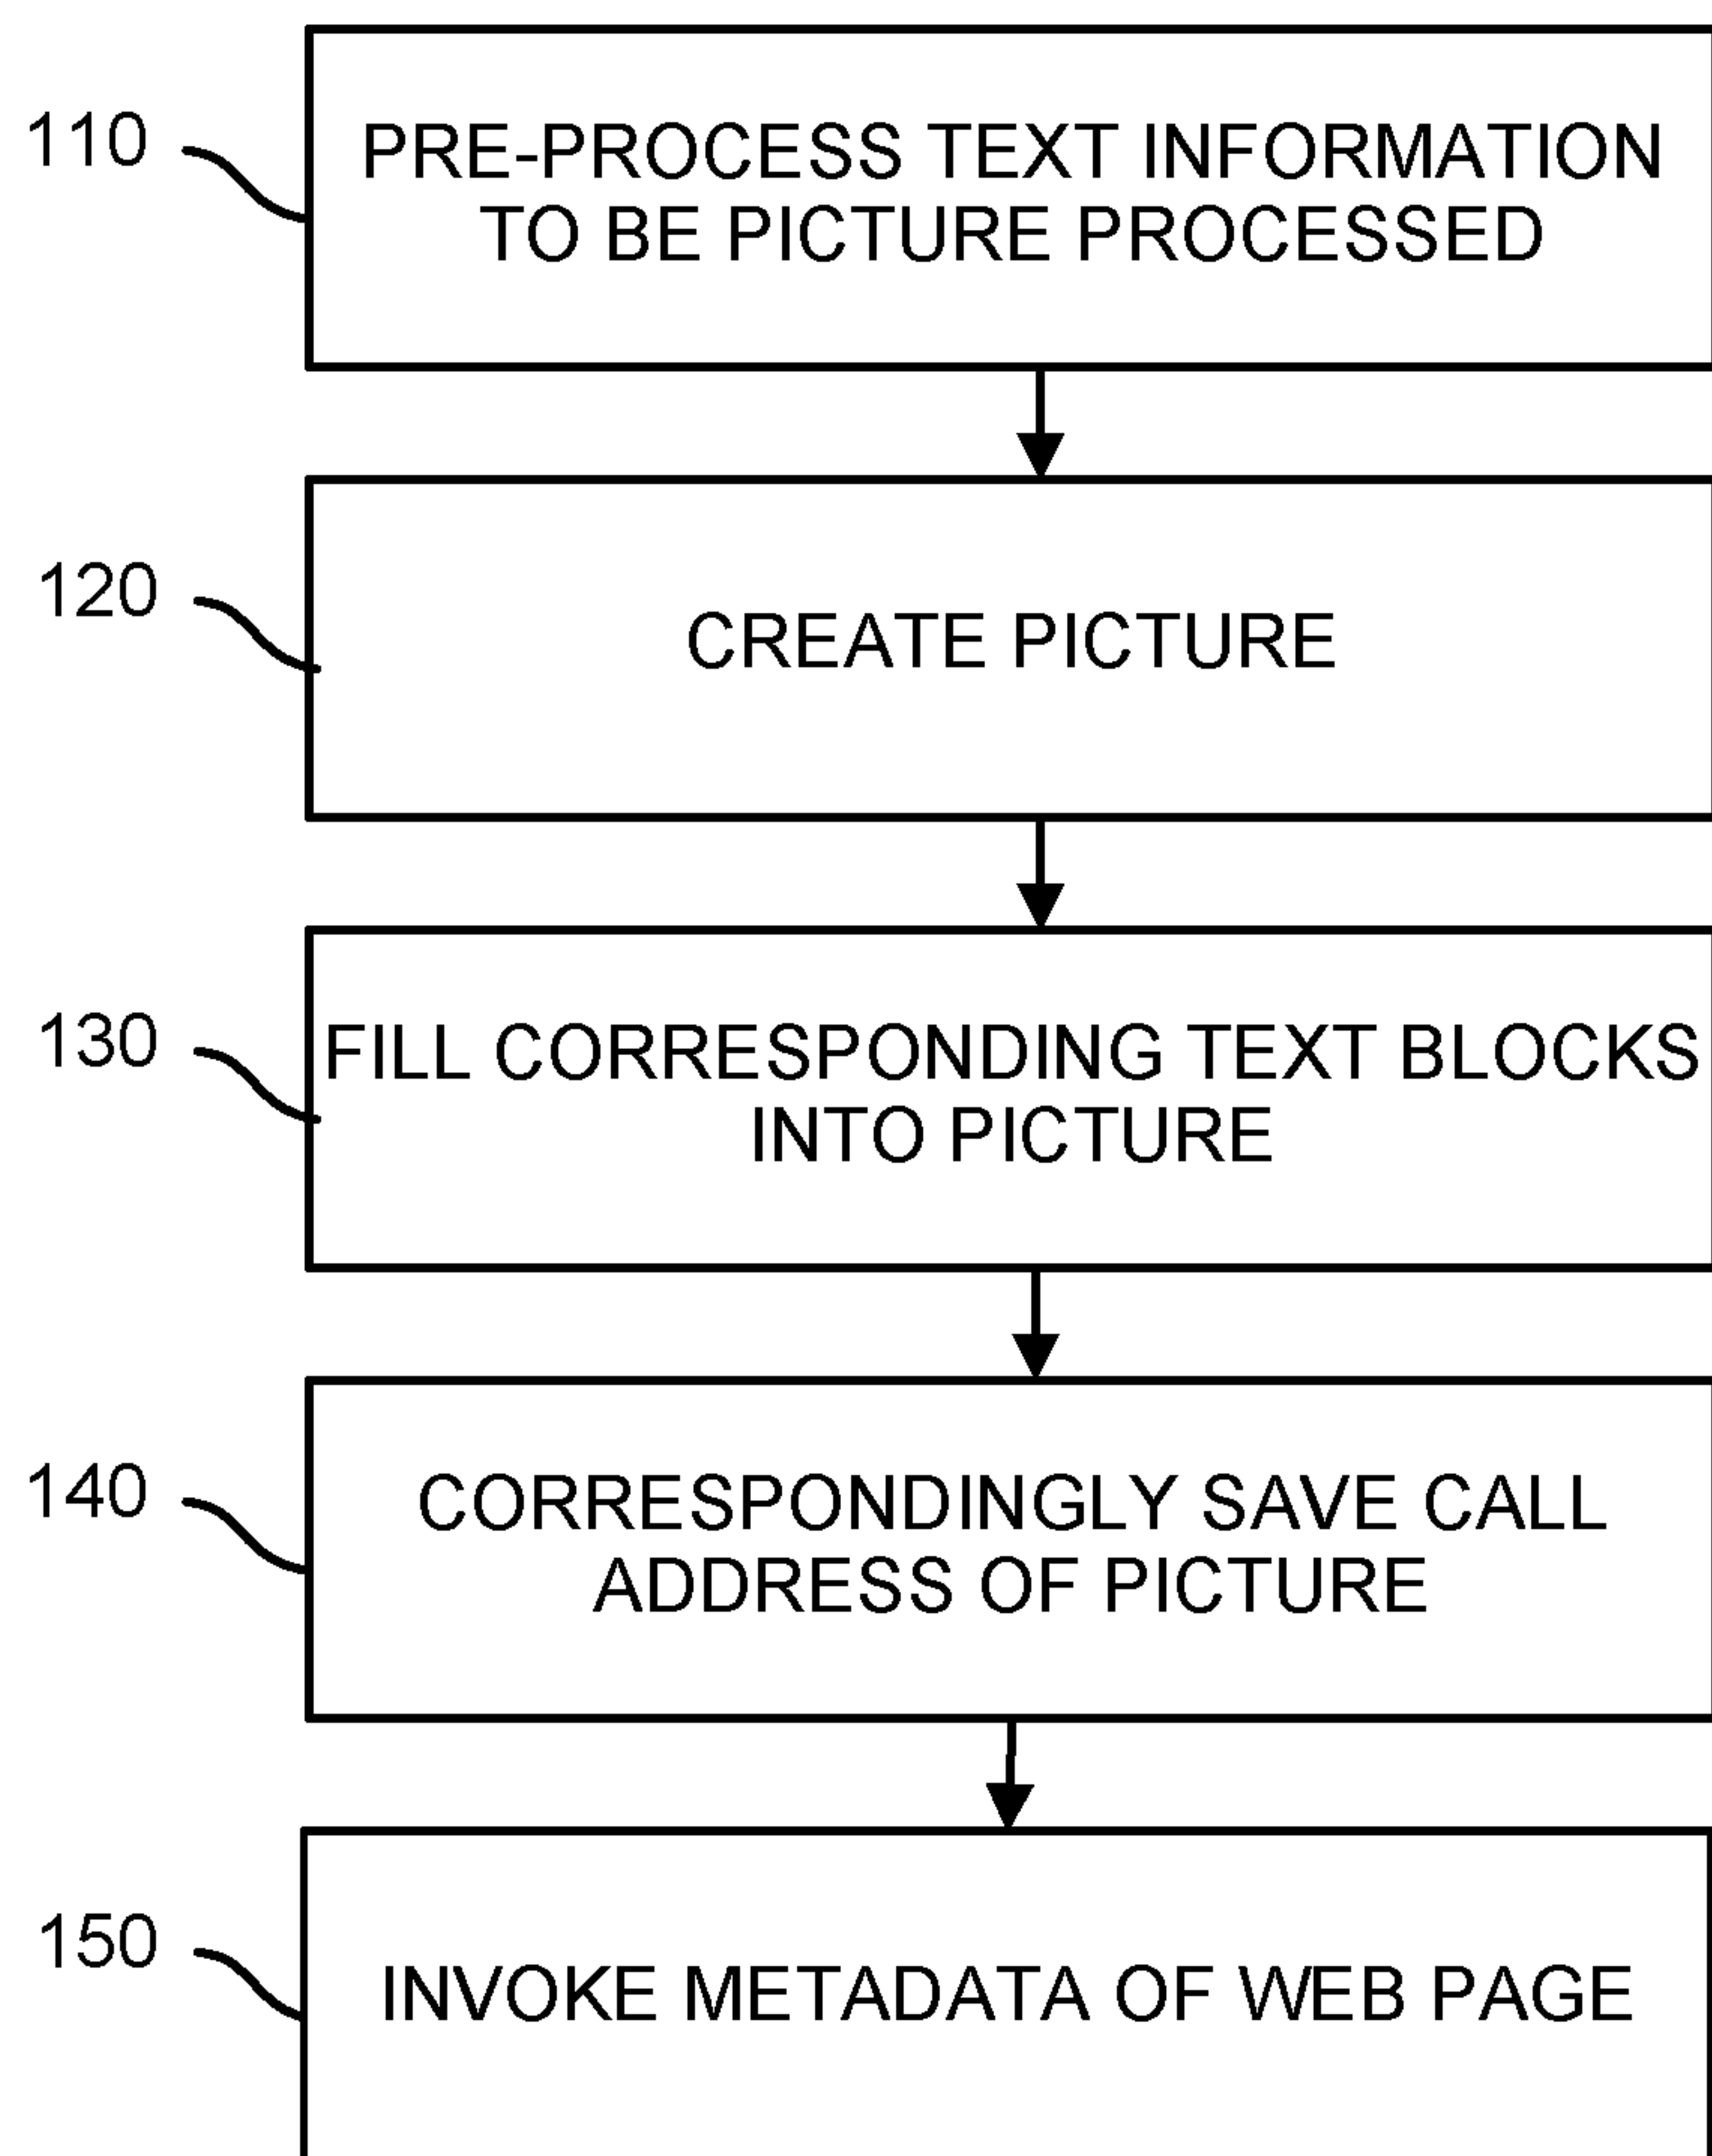 110
PRE-PROCESS TEXT INFORMATION
TO BE PICTURE PROCESSED
120
CREATE PICTURE
130
FILL CORRESPONDING TEXT BLOCKS
INTO PICTURE
140
CORRESPONDINGLY SAVE CALL
ADDRESS OF PICTURE
150
INVOKE METADATA OF WEB PAGE